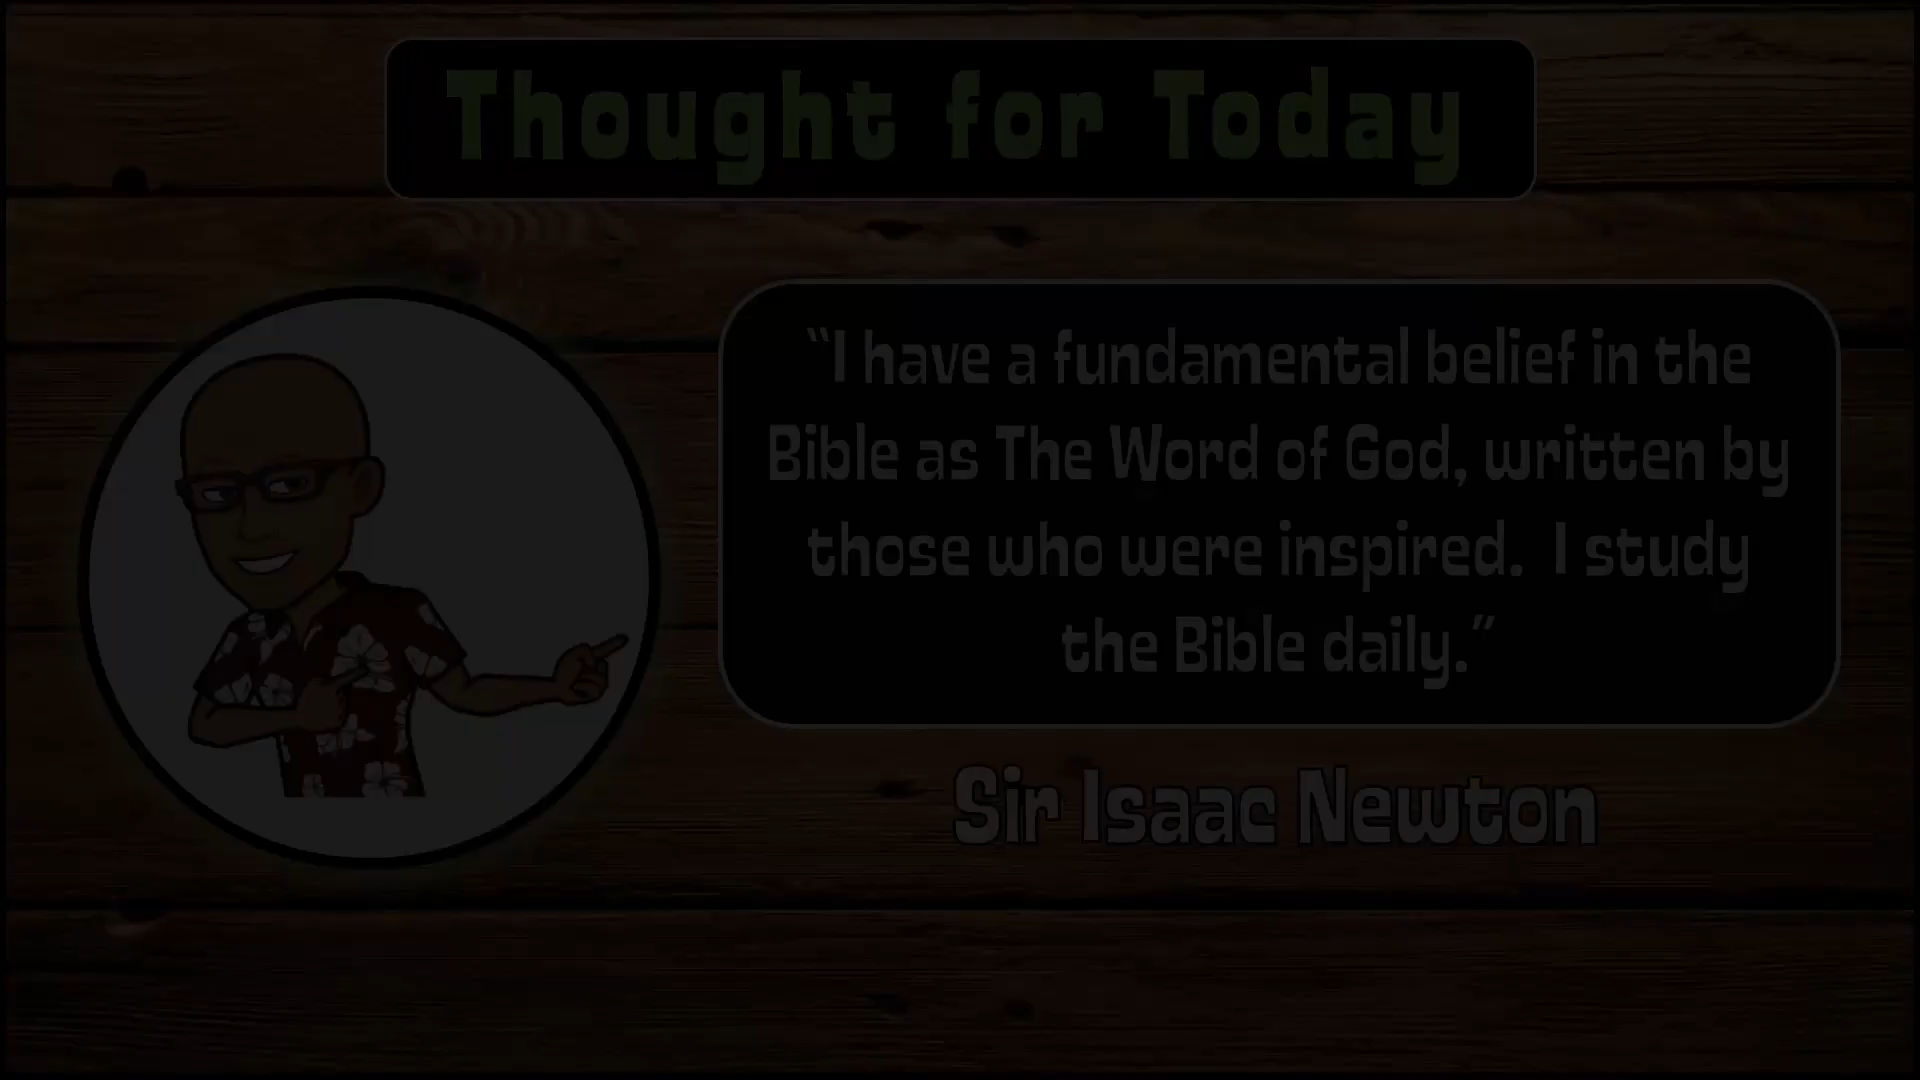 Thought for Today
“I have a fundamental belief in the
Bible as The Word of God, written by
those who were inspired.  I study
the Bible daily.”
Sir Isaac Newton